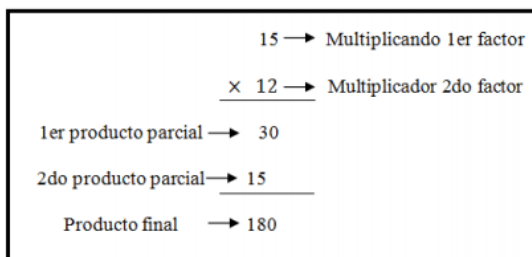 15 → Multiplicando 1er factor
× 12 → Multiplicador 2do factor
1er producto parcial → 30
2do producto parcial → 15
Producto final → 180